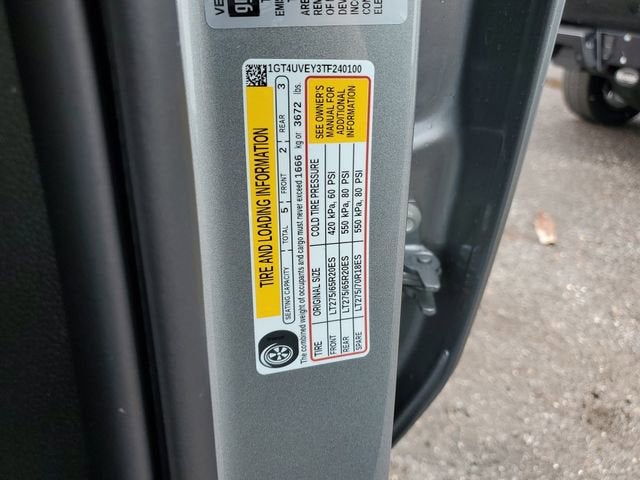 1GT4UVEY3TF240100
TIRE AND LOADING INFORMATION
SEATING CAPACITY TOTAL 5 FRONT 2 REAR 3
The combined weight of occupants and cargo must never exceed 1666 kg or 3672 lbs.
TIRE ORIGINAL SIZE COLD TIRE PRESSURE
FRONT LT275/65R20ES 420 kPa, 60 PSI
REAR LT275/65R20ES 550 kPa, 80 PSI
SPARE LT275/70R18ES 550 kPa, 80 PSI
SEE OWNER'S
MANUAL FOR
ADDITIONAL
INFORMATION